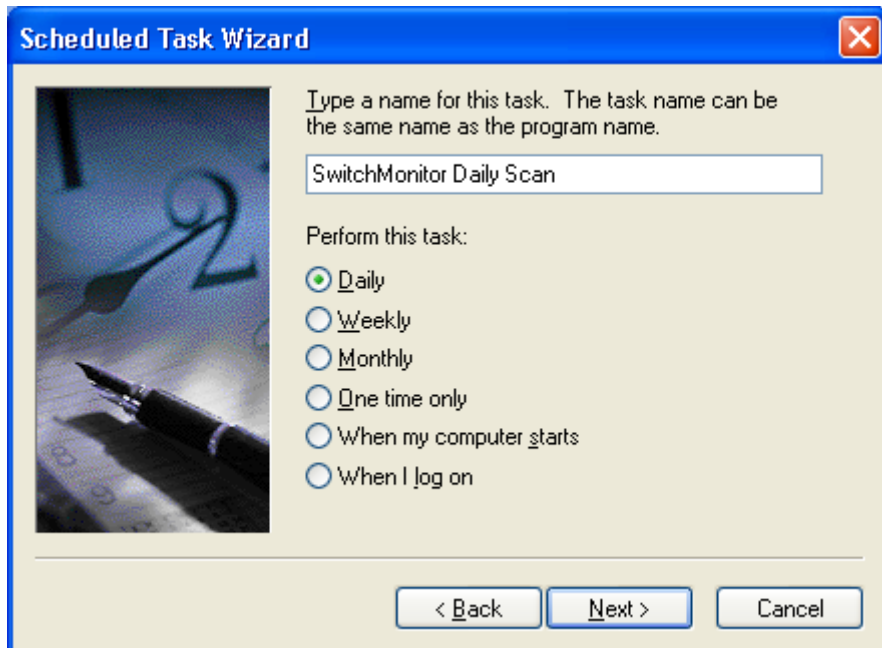 Scheduled Task Wizard
Type a name for this task. The task name can be
the same name as the program name.
SwitchMonitor Daily Scan
Perform this task:
Daily
Weekly
Monthly
One time only
When my computer starts
When I log on
< Back
Next >
Cancel
2